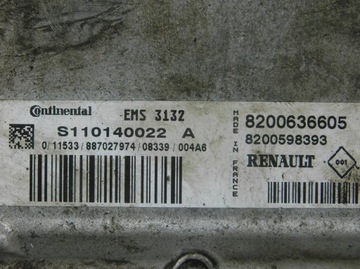 Continental EMS 3132
S110140022 A
0/11533/887027974/08339/004A6
MADE IN FRANCE
8200636605
8200598393
RENAULT
001